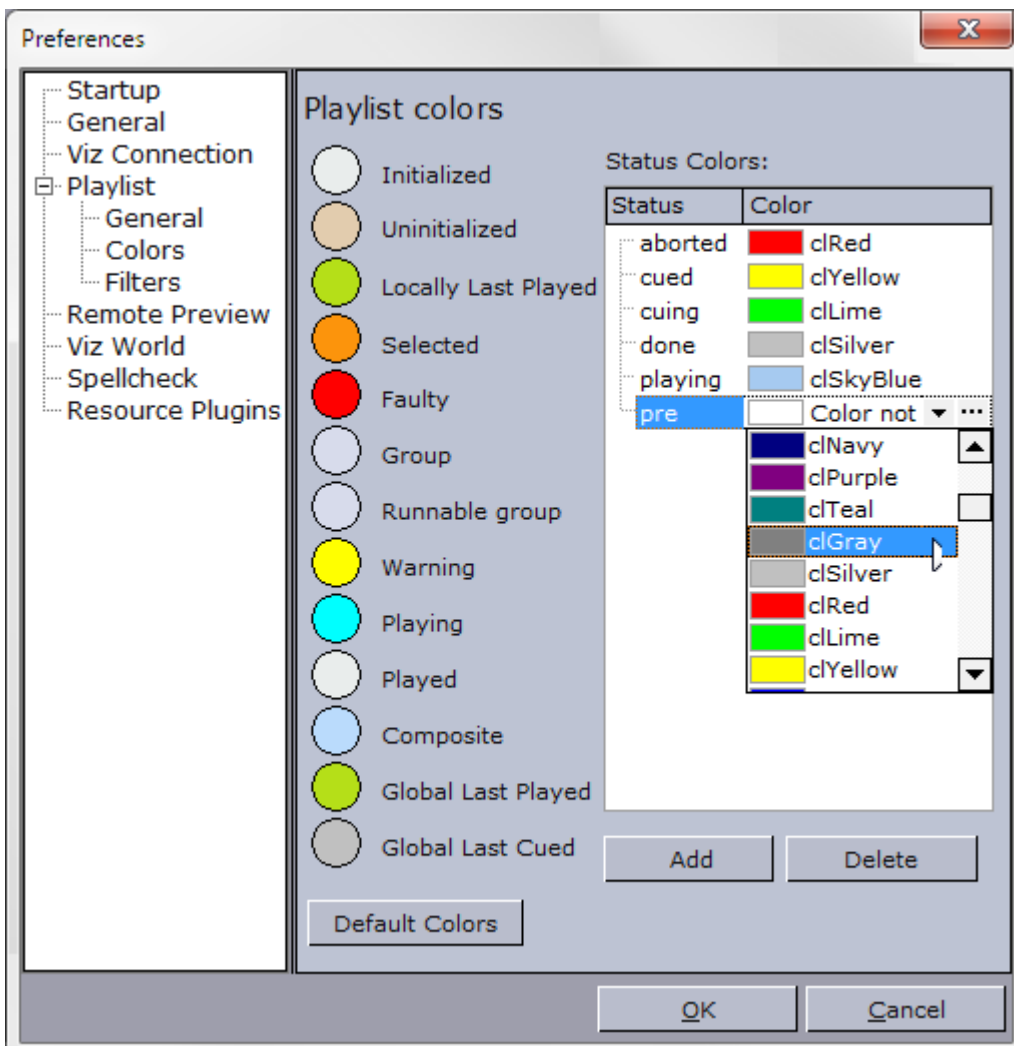 Preferences
Startup
General
Viz Connection
Playlist
General
Colors
Filters
Remote Preview
Viz World
Spellcheck
Resource Plugins
Playlist colors
Initialized
Uninitialized
Locally Last Played
Selected
Faulty
Group
Runnable group
Warning
Playing
Played
Composite
Global Last Played
Global Last Cued
Default Colors
Status Colors:
Status Color
aborted clRed
cued clYellow
cuing clLime
done clSilver
playing clSkyBlue
pre Color not ...
clNavy
clPurple
clTeal
clGray
clSilver
clRed
clLime
clYellow
Add Delete
OK Cancel